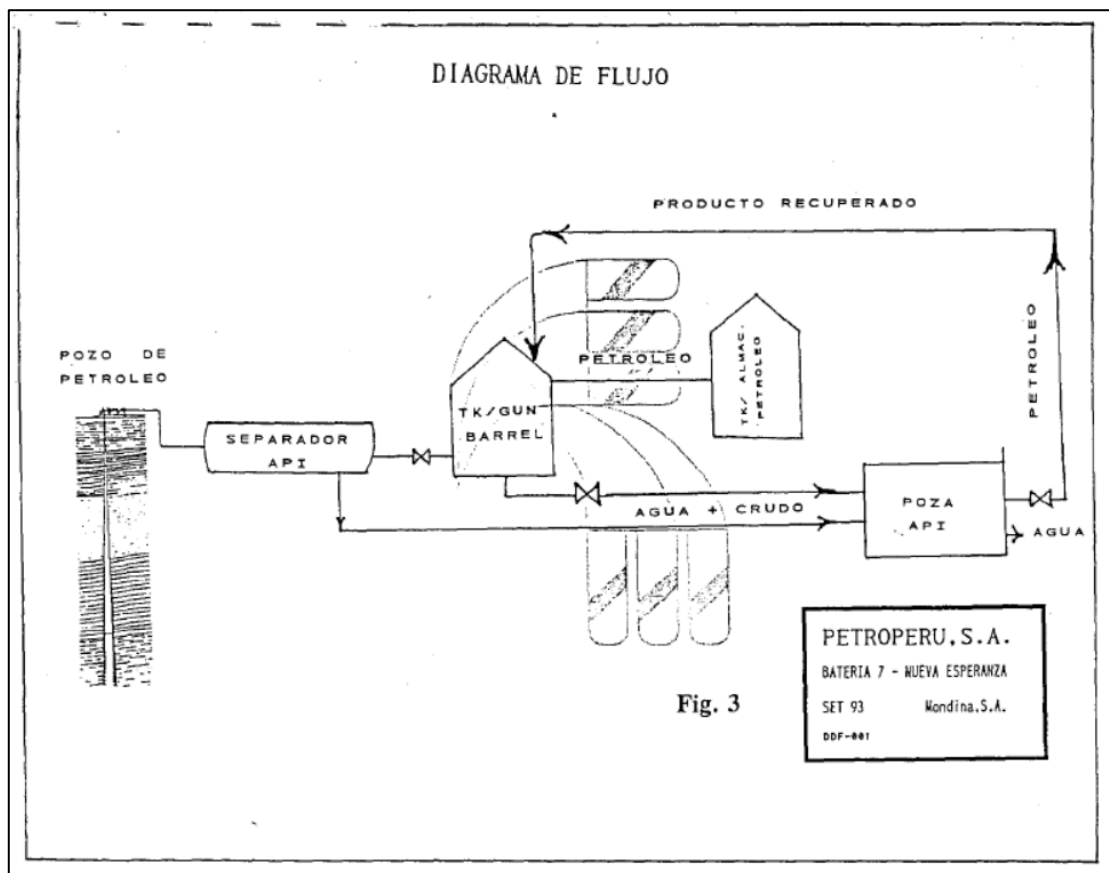 DIAGRAMA DE FLUJO
PRODUCTO RECUPERADO
POZO DE
PETROLEO
SEPARADOR
API
TK/GUN
BARREL
PETROLEO
TK/ ALMAC.
PETROLEO
PETROLEO
AGUA + CRUDO
POZA
API
AGUA
Fig. 3
PETROPERU,S.A.
BATERIA 7 - NUEVA ESPERANZA
SET 93 Mondina,S.A.
DDF-001